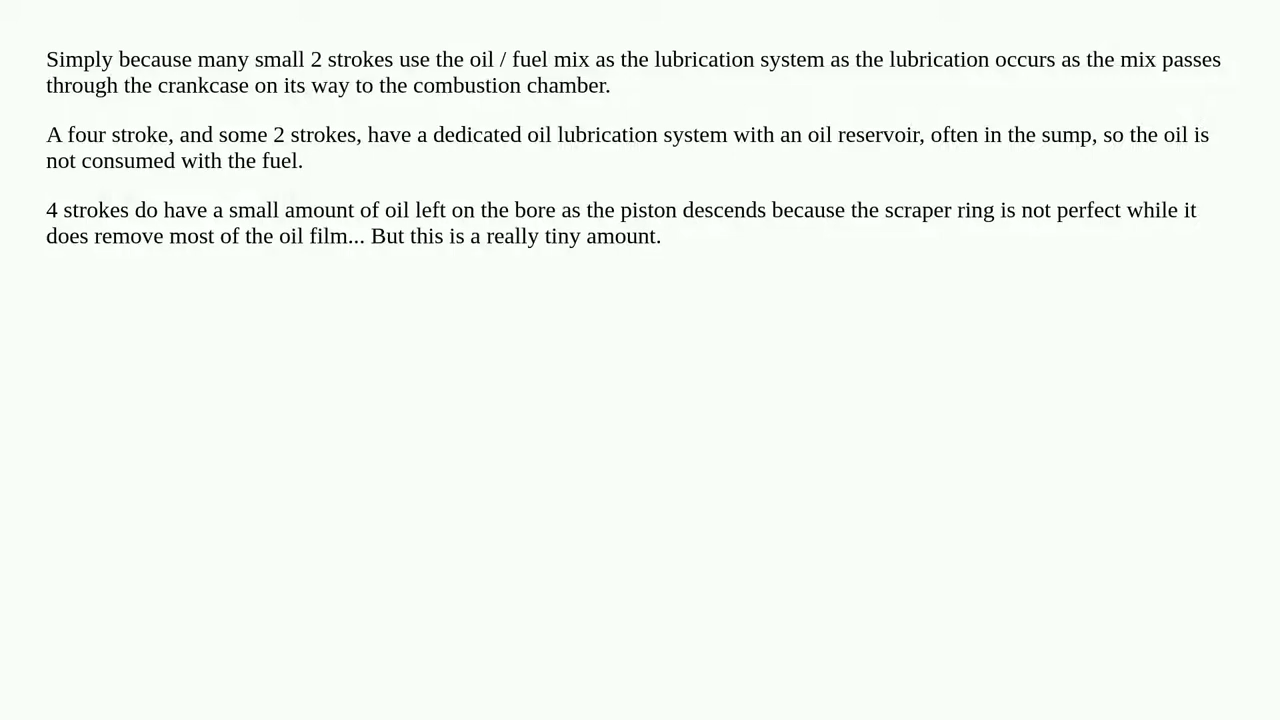 Simply because many small 2 strokes use the oil / fuel mix as the lubrication system as the lubrication occurs as the mix passes
through the crankcase on its way to the combustion chamber.
A four stroke, and some 2 strokes, have a dedicated oil lubrication system with an oil reservoir, often in the sump, so the oil is
not consumed with the fuel.
4 strokes do have a small amount of oil left on the bore as the piston descends because the scraper ring is not perfect while it
does remove most of the oil film... But this is a really tiny amount.